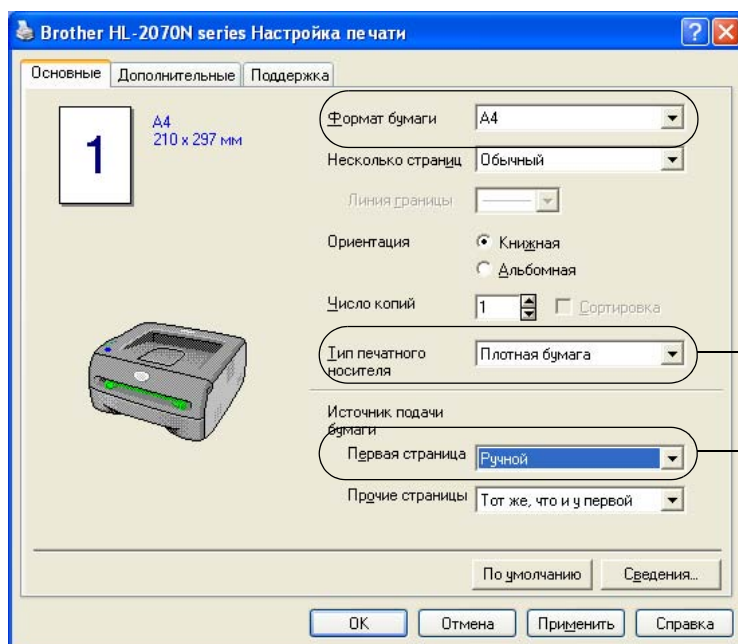 Brother HL-2070N series Настройка печати
Основные
Дополнительные
Поддержка
1
A4
210 x 297 мм
Формат бумаги
A4
Несколько страниц
Обычный
Линия границы
Ориентация
Книжная
Альбомная
Число копий
1
Сортировка
Тип печатного
носителя
Плотная бумага
Источник подачи
бумаги
Первая страница
Ручной
Прочие страницы
Тот же, что и у первой
По умолчанию
Сведения...
OK
Отмена
Применить
Справка